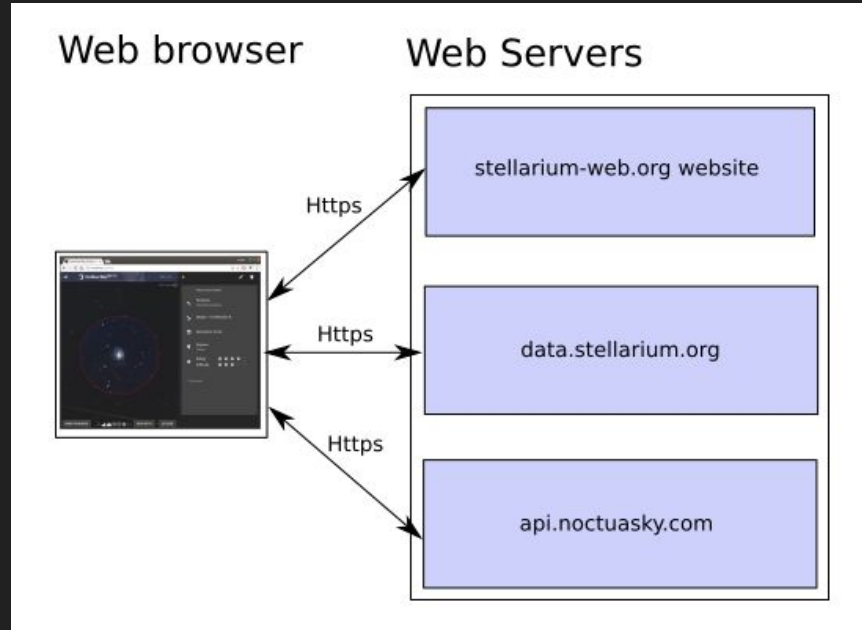 Web browser
Web Servers
Https
stellarium-web.org website
Https
data.stellarium.org
Https
api.noctuasky.com